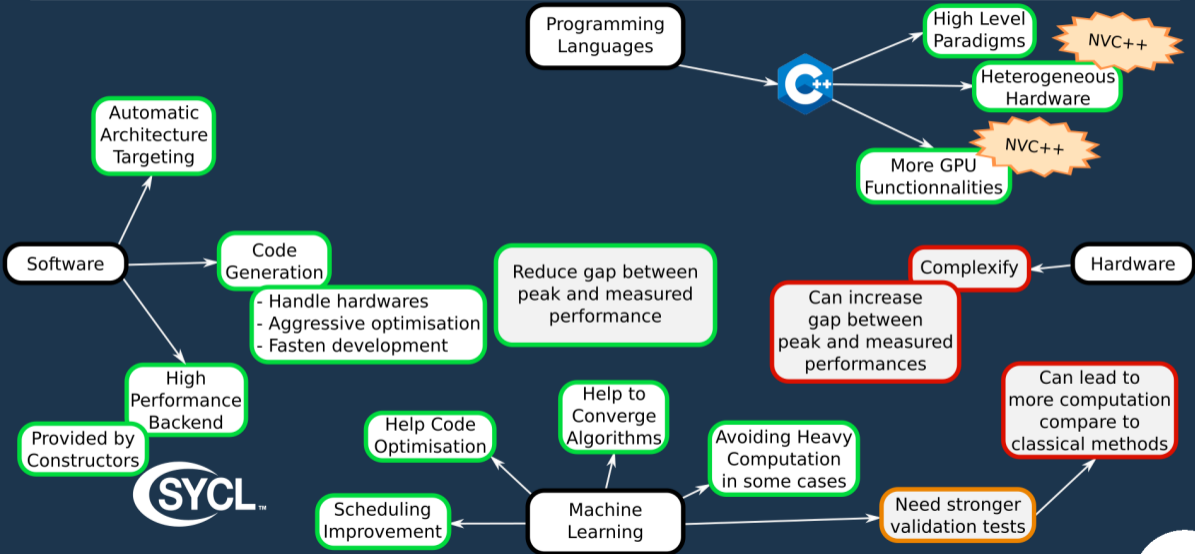 Programming
Languages
C++
High Level
Paradigms
NVC++
Heterogeneous
Hardware
NVC++
More GPU
Functionnalities
Automatic
Architecture
Targeting
Software
Code
Generation
- Handle hardwares
- Aggressive optimisation
- Fasten development
High
Performance
Backend
Provided by
Constructors
SYCL™
Reduce gap between
peak and measured
performance
Hardware
Complexify
Can increase
gap between
peak and measured
performances
Machine
Learning
Help Code
Optimisation
Help to
Converge
Algorithms
Avoiding Heavy
Computation
in some cases
Scheduling
Improvement
Need stronger
validation tests
Can lead to
more computation
compare to
classical methods